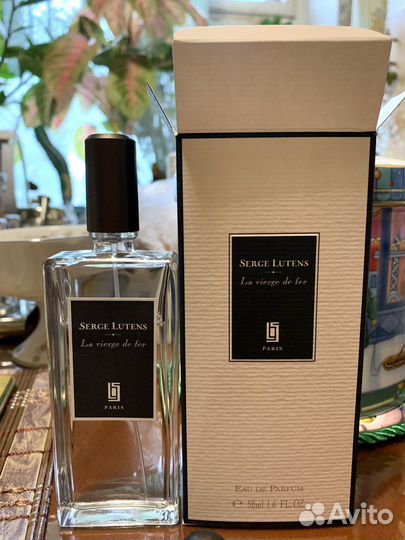 SERGE LUTENS
La vierge de fer
PARIS
EAU DE PARFUM
℮ 50ml 1.6 FL.OZ.
SERGE LUTENS
La vierge de fer
PARIS
Avito